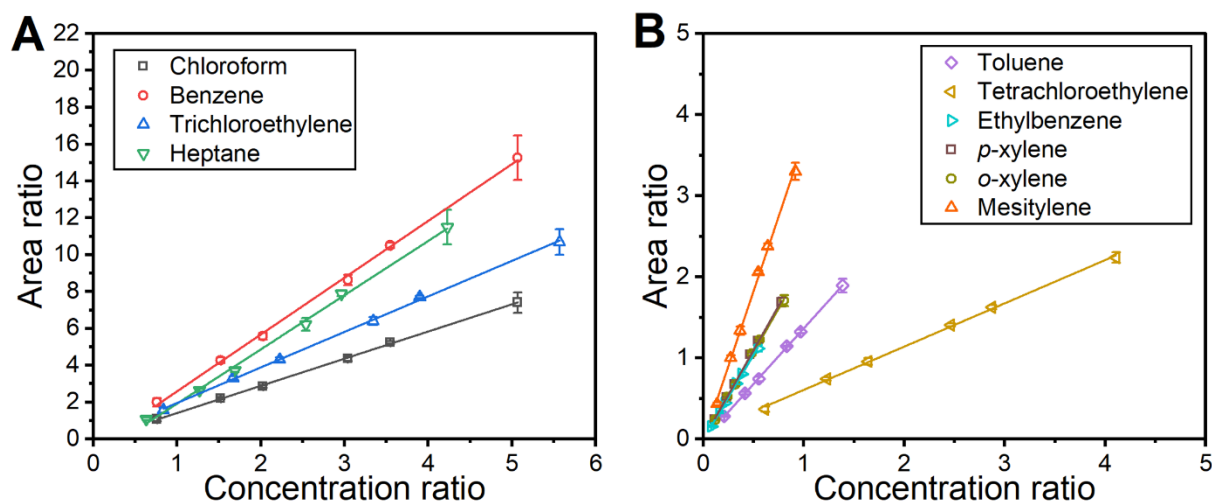 A
22
20
18
16
14
12
10
8
6
4
2
0
Area ratio
Chloroform
Benzene
Trichloroethylene
Heptane
0 1 2 3 4 5 6
Concentration ratio
B
5
4
3
2
1
0
Area ratio
Toluene
Tetrachloroethylene
Ethylbenzene
p-xylene
o-xylene
Mesitylene
0 1 2 3 4 5
Concentration ratio